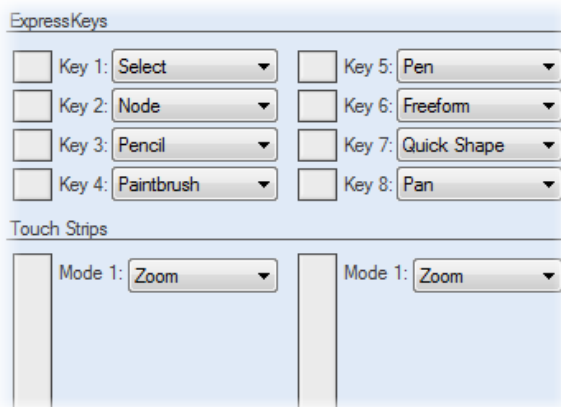 ExpressKeys
Key 1: Select Key 5: Pen
Key 2: Node Key 6: Freeform
Key 3: Pencil Key 7: Quick Shape
Key 4: Paintbrush Key 8: Pan
Touch Strips
Mode 1: Zoom Mode 1: Zoom